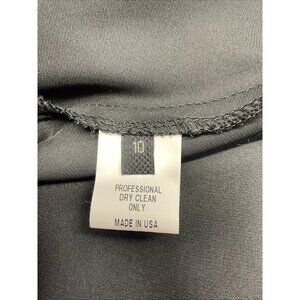 10
PROFESSIONAL
DRY CLEAN
ONLY
MADE IN USA